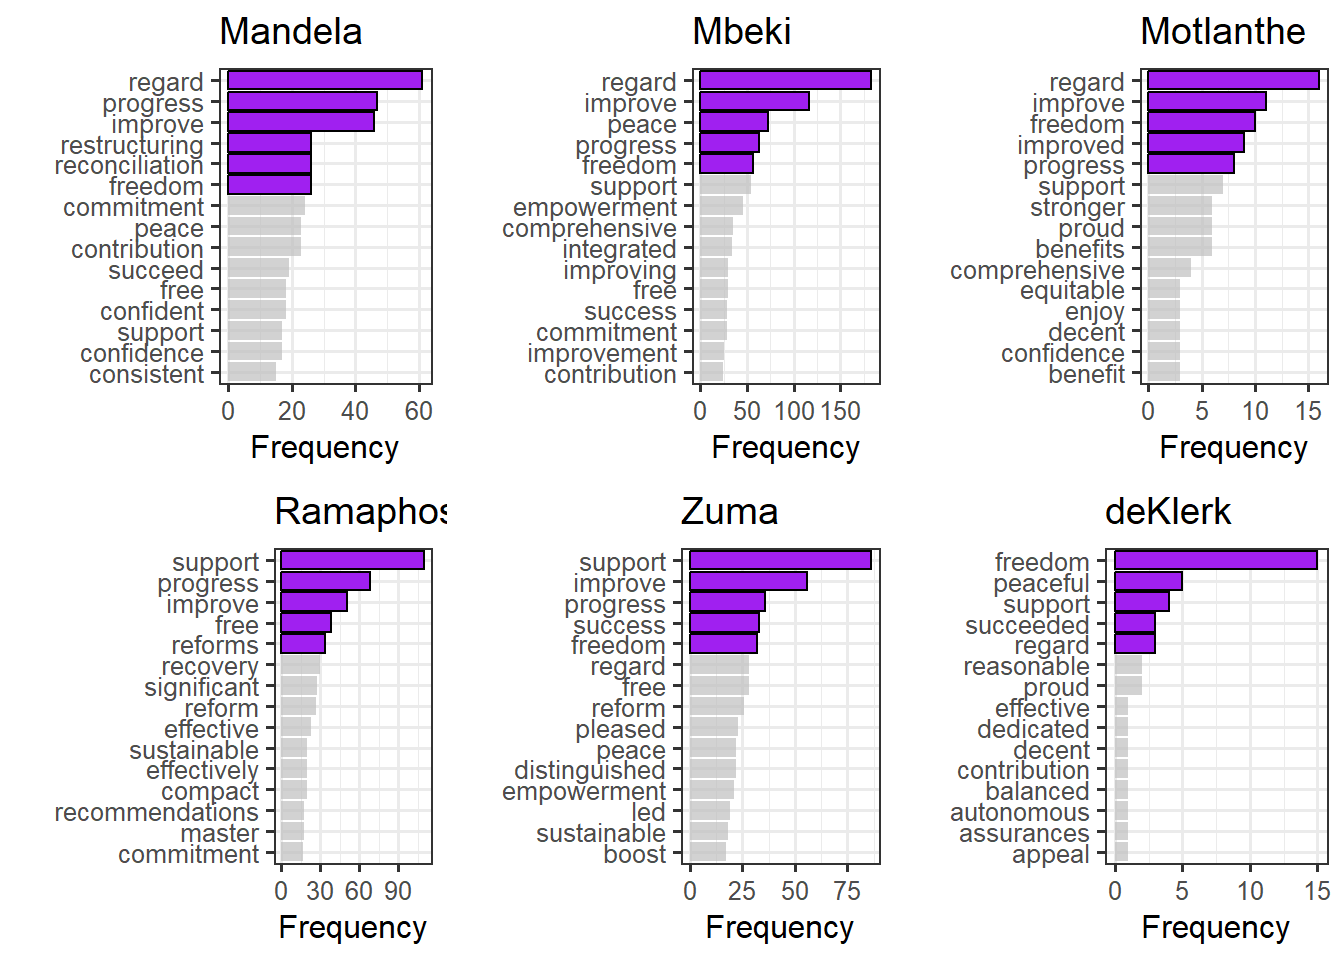 Mandela
regard
progress
improve
restructuring
reconciliation
freedom
commitment
peace
contribution
succeed
free
confident
support
confidence
consistent
0 20 40 60
Frequency
Mbeki
regard
improve
peace
progress
freedom
support
empowerment
comprehensive
integrated
improving
free
success
commitment
improvement
contribution
0 50 100 150
Frequency
Motlanthe
regard
improve
freedom
improved
progress
support
stronger
proud
benefits
comprehensive
equitable
enjoy
decent
confidence
benefit
0 5 10 15
Frequency
Ramaphos
support
progress
improve
free
reforms
recovery
significant
reform
effective
sustainable
effectively
compact
recommendations
master
commitment
0 30 60 90
Frequency
Zuma
support
improve
progress
success
freedom
regard
free
reform
pleased
peace
distinguished
empowerment
led
sustainable
boost
0 25 50 75
Frequency
deKlerk
freedom
peaceful
support
succeeded
regard
reasonable
proud
effective
dedicated
decent
contribution
balanced
autonomous
assurances
appeal
0 5 10 15
Frequency